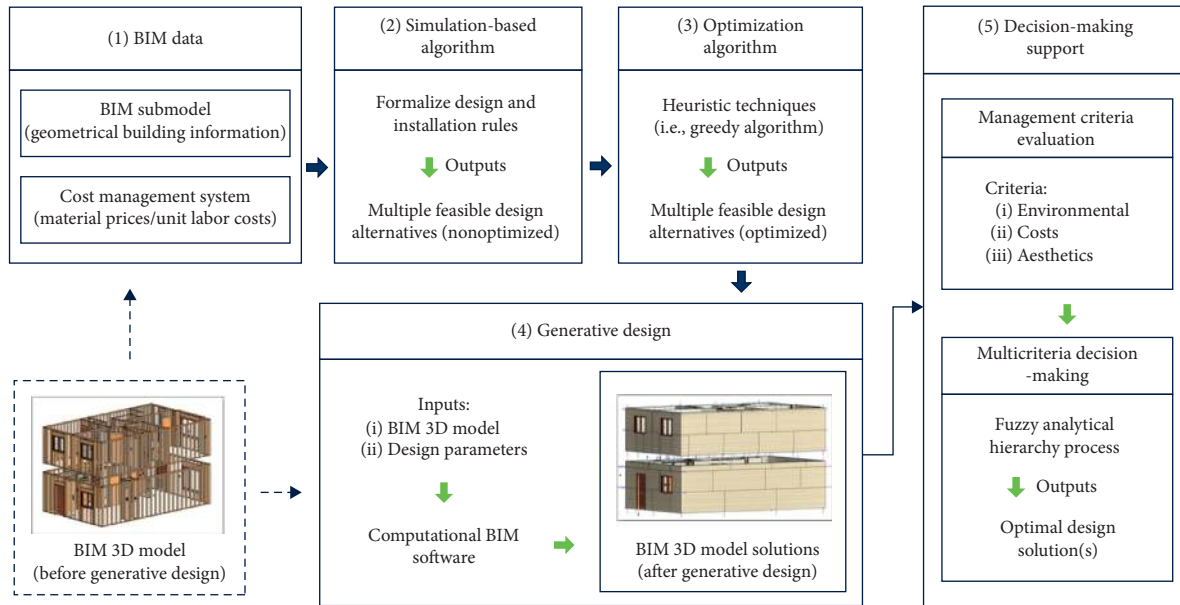 (1) BIM data
BIM submodel
(geometrical building information)
Cost management system
(material prices/unit labor costs)
(2) Simulation-based
algorithm
Formalize design and
installation rules
Outputs
Multiple feasible design
alternatives (nonoptimized)
(3) Optimization
algorithm
Heuristic techniques
(i.e., greedy algorithm)
Outputs
Multiple feasible design
alternatives (optimized)
BIM 3D model
(before generative design)
(4) Generative design
Inputs:
(i) BIM 3D model
(ii) Design parameters
Computational BIM
software
BIM 3D model solutions
(after generative design)
(5) Decision-making
support
Management criteria
evaluation
Criteria:
(i) Environmental
(ii) Costs
(iii) Aesthetics
Multicriteria decision
-making
Fuzzy analytical
hierarchy process
Outputs
Optimal design
solution(s)